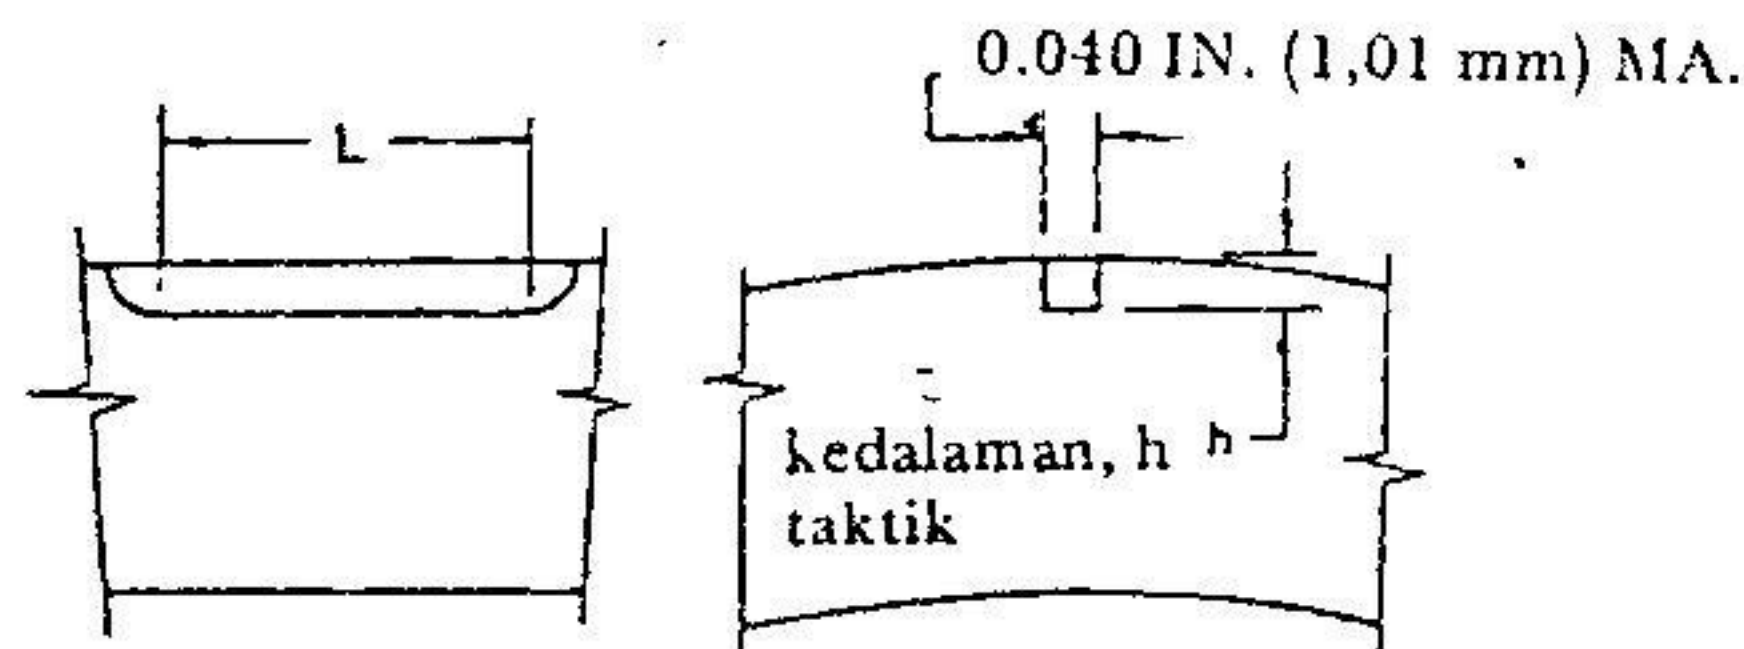 0.040 IN. (1,01 mm) MA.
L
kedalaman, h h
taktik